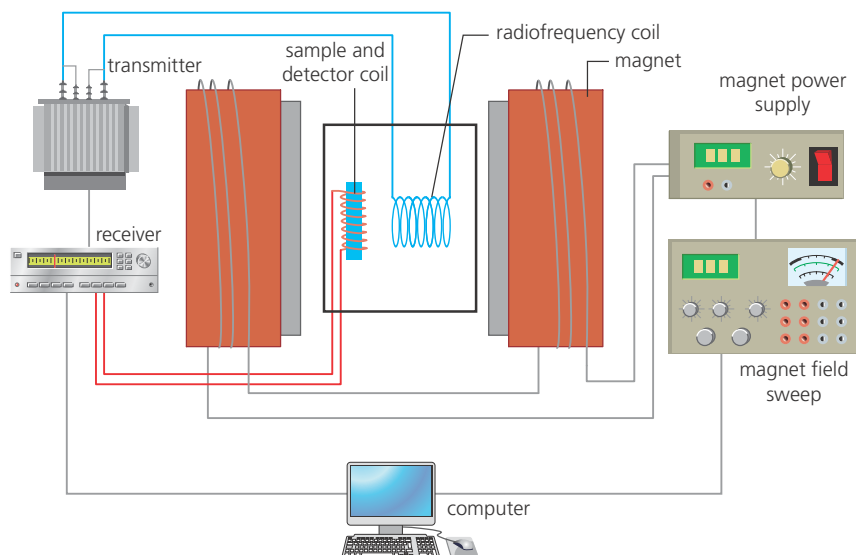 sample and
detector coil
radiofrequency coil
magnet
transmitter
magnet power
supply
receiver
magnet field
sweep
computer